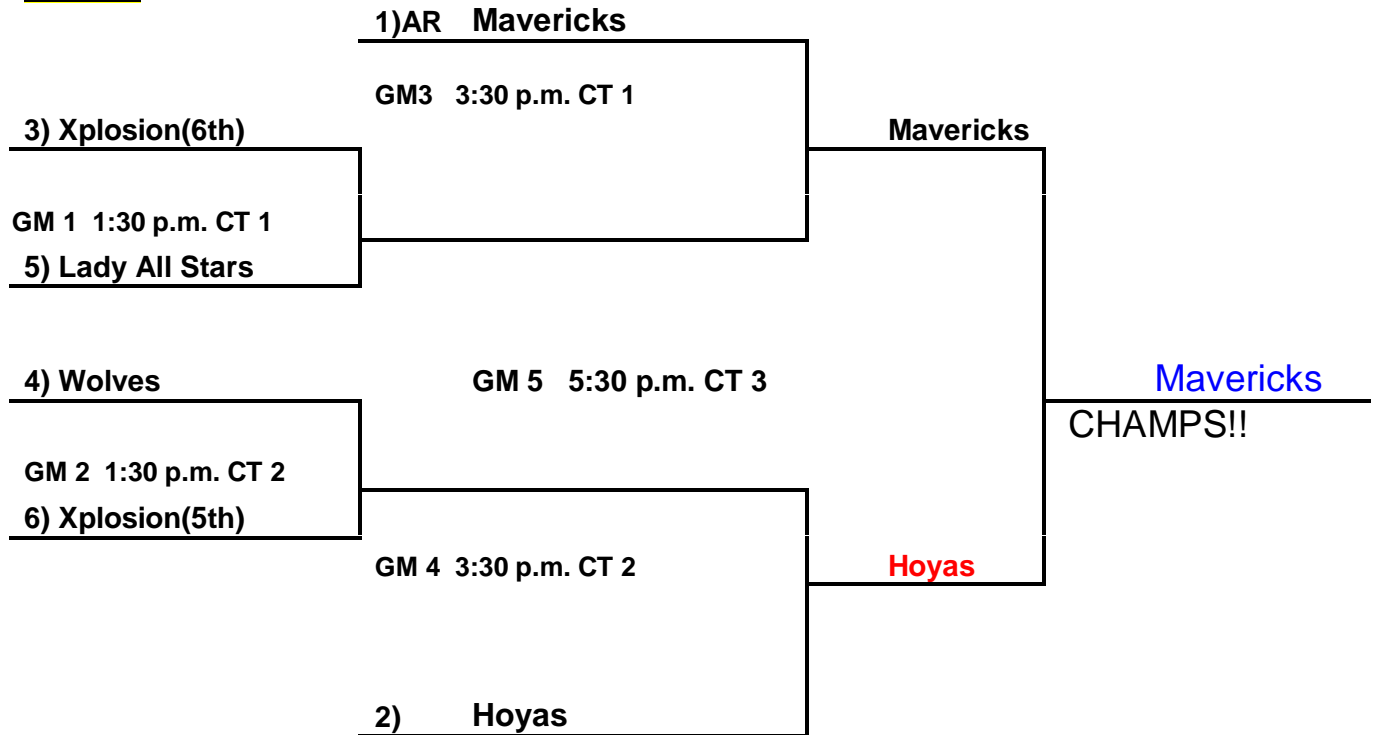 1)AR Mavericks
GM3 3:30 p.m. CT 1
3) Xplosion(6th)
Mavericks
GM 1 1:30 p.m. CT 1
5) Lady All Stars
4) Wolves
GM 5 5:30 p.m. CT 3
Mavericks
CHAMPS!!
GM 2 1:30 p.m. CT 2
6) Xplosion(5th)
GM 4 3:30 p.m. CT 2
Hoyas
2) Hoyas